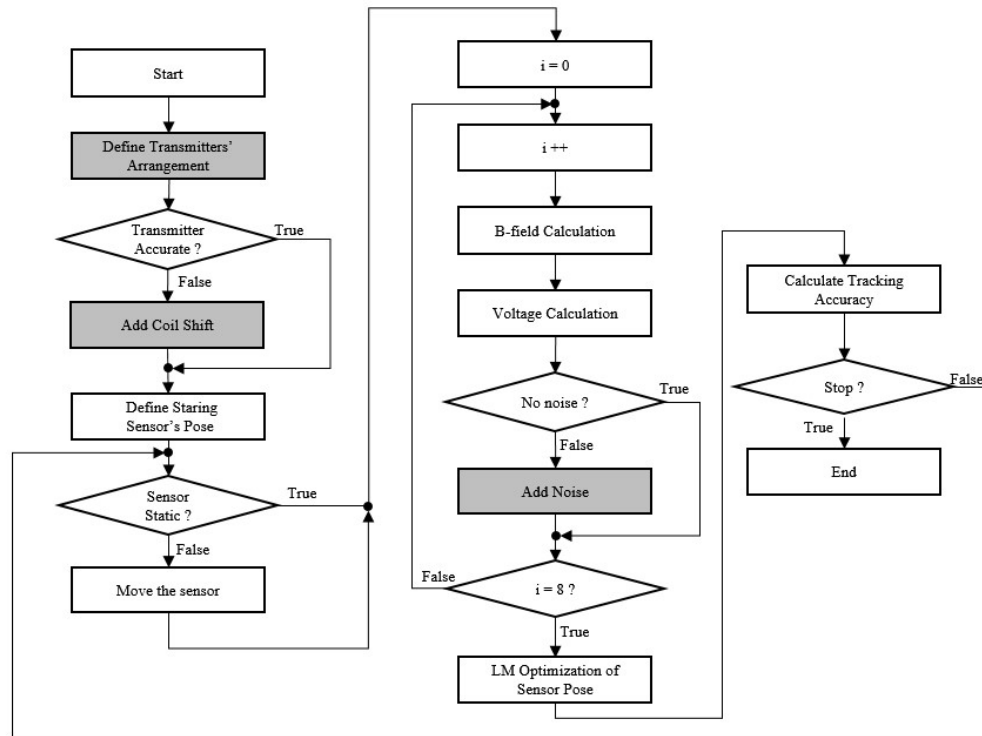 Start
Define Transmitters'
Arrangement
Transmitter
Accurate ?
True
False
Add Coil Shift
Define Staring
Sensor's Pose
Sensor
Static ?
True
False
Move the sensor
i = 0
i ++
B-field Calculation
Voltage Calculation
No noise ?
True
False
Add Noise
i = 8 ?
False
True
LM Optimization of
Sensor Pose
Calculate Tracking
Accuracy
Stop ?
False
True
End